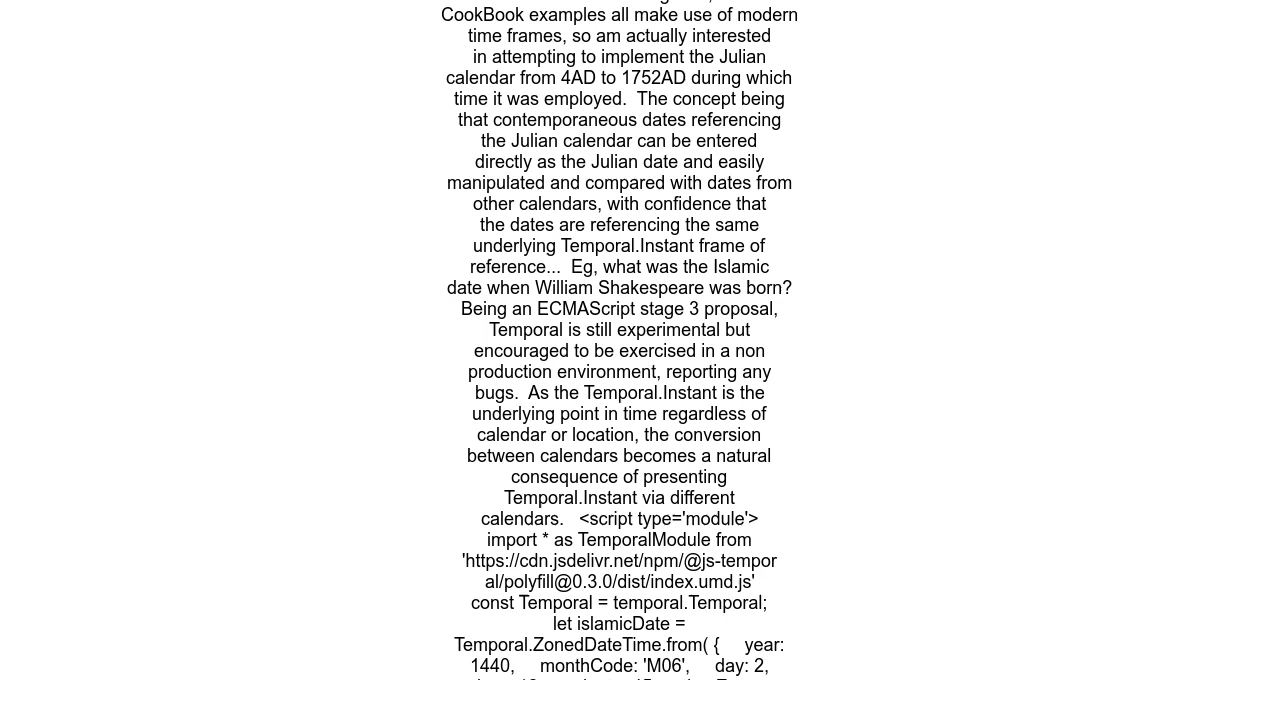 CookBook examples all make use of modern
time frames, so am actually interested
in attempting to implement the Julian
calendar from 4AD to 1752AD during which
time it was employed.  The concept being
that contemporaneous dates referencing
the Julian calendar can be entered
directly as the Julian date and easily
manipulated and compared with dates from
other calendars, with confidence that
the dates are referencing the same
underlying Temporal.Instant frame of
reference...  Eg, what was the Islamic
date when William Shakespeare was born?
Being an ECMAScript stage 3 proposal,
Temporal is still experimental but
encouraged to be exercised in a non
production environment, reporting any
bugs.  As the Temporal.Instant is the
underlying point in time regardless of
calendar or location, the conversion
between calendars becomes a natural
consequence of presenting
Temporal.Instant via different
calendars.   <script type='module'>
import * as TemporalModule from
'https://cdn.jsdelivr.net/npm/@js-tempor
al/polyfill@0.3.0/dist/index.umd.js'
const Temporal = temporal.Temporal;
let islamicDate =
Temporal.ZonedDateTime.from( {     year:
1440,     monthCode: 'M06',     day: 2,